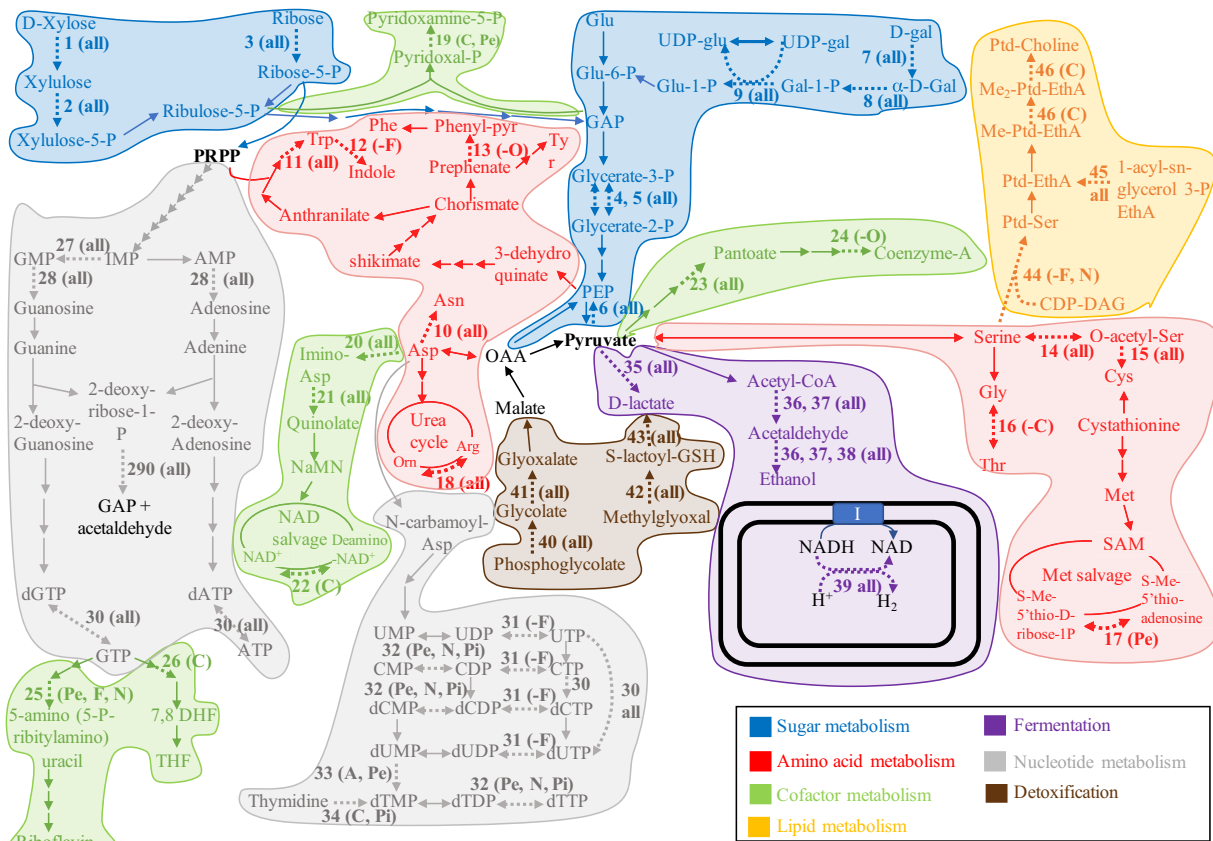 D-Xylose
1 (all)
Xylulose
2 (all)
Xylulose-5-P
Ribose
3 (all)
Ribose-5-P
Ribulose-5-P
PRPP
Pyridoxamine-5-P
19 (C, Pe)
Pyridoxal-P
Glu
Glu-6-P
GAP
Glycerate-3-P
4, 5 (all)
Glycerate-2-P
PEP
6 (all)
Pyruvate
UDP-glu
UDP-gal
Glu-1-P
9 (all)
Gal-1-P
D-gal
7 (all)
8 (all)
α-D-Gal
Ptd-Choline
46 (C)
Me₂-Ptd-EthA
46 (C)
Me-Ptd-EthA
Ptd-EthA
45
all
1-acyl-sn-
glycerol 3-P
EthA
Ptd-Ser
44 (-F, N)
CDP-DAG
Trp
11 (all)
12 (-F)
Indole
Phe
Phenyl-pyr
13 (-O)
Prephenate
Ty
r
Anthranilate
Chorismate
shikimate
3-dehydro
quinate
Asn
10 (all)
Asp
OAA
Urea
cycle
Orn
Arg
18 (all)
Pantoate
23 (all)
24 (-O)
Coenzyme-A
27 (all)
GMP
IMP
AMP
28 (all)
28 (all)
Guanosine
Adenosine
Guanine
Adenine
2-deoxy-
ribose-1-
P
2-deoxy-
Guanosine
2-deoxy-
Adenosine
290 (all)
GAP +
acetaldehyde
dGTP
dATP
30 (all)
30 (all)
GTP
ATP
20 (all)
Imino-
Asp
21 (all)
Quinolate
NaMN
NAD
salvage
NAD⁺
Deamino
-NAD⁺
22 (C)
Malate
Glyoxalate
41 (all)
Glycolate
40 (all)
Phosphoglycolate
43 (all)
S-lactoyl-GSH
42 (all)
Methylglyoxal
35 (all)
D-lactate
Acetyl-CoA
36, 37 (all)
Acetaldehyde
36, 37, 38 (all)
Ethanol
I
NADH
NAD
39 all)
H⁺
H₂
Serine
14 (all)
O-acetyl-Ser
15 (all)
Cys
Gly
16 (-C)
Thr
Cystathionine
Met
SAM
Met salvage
S-Me-
5'thio-D-
ribose-1P
S-Me-
5'thio-
adenosine
17 (Pe)
N-carbamoyl-
Asp
UMP
UDP
31 (-F)
UTP
32 (Pe, N, Pi)
CMP
CDP
31 (-F)
CTP
32 (Pe, N, Pi)
30
dCMP
dCDP
31 (-F)
dCTP
30
all
dUMP
dUDP
31 (-F)
dUTP
33 (A, Pe)
32 (Pe, N, Pi)
Thymidine
dTMP
dTDP
dTTP
34 (C, Pi)
26 (C)
25 (Pe, F, N)
5-amino (5-P-
ribitylamino)
uracil
7,8 DHF
THF
Riboflavin
Sugar metabolism
Amino acid metabolism
Cofactor metabolism
Lipid metabolism
Fermentation
Nucleotide metabolism
Detoxification